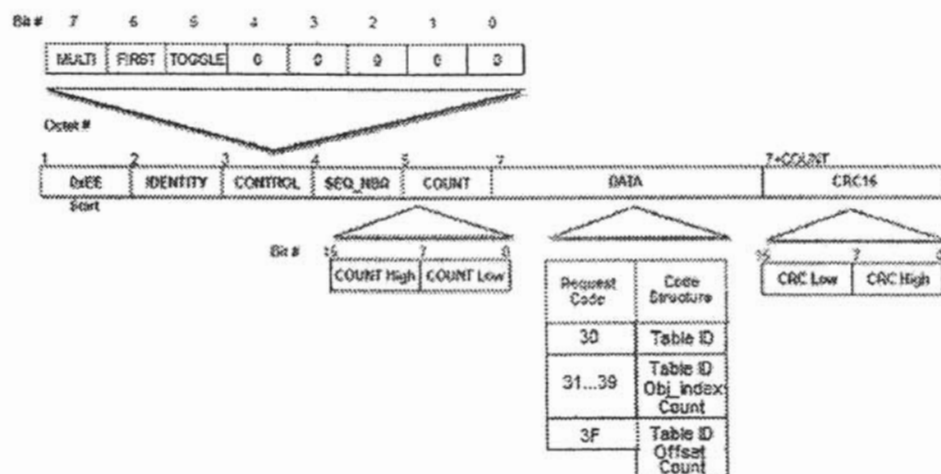 Bit # 7 6 5 4 3 2 1 0
MULTI FIRST TOGGLE 0 0 0 0 0
Octet #
1 2 3 4 5 7 7+COUNT
0xEE IDENTITY CONTROL SEQ_NBR COUNT DATA CRC16
Start
Bit # 15 7 0 15 7 0
COUNT High COUNT Low CRC Low CRC High
Request Code
Code Structure
30 Table ID
31...39 Table ID
Obj_index
Count
3F Table ID
Offset
Count